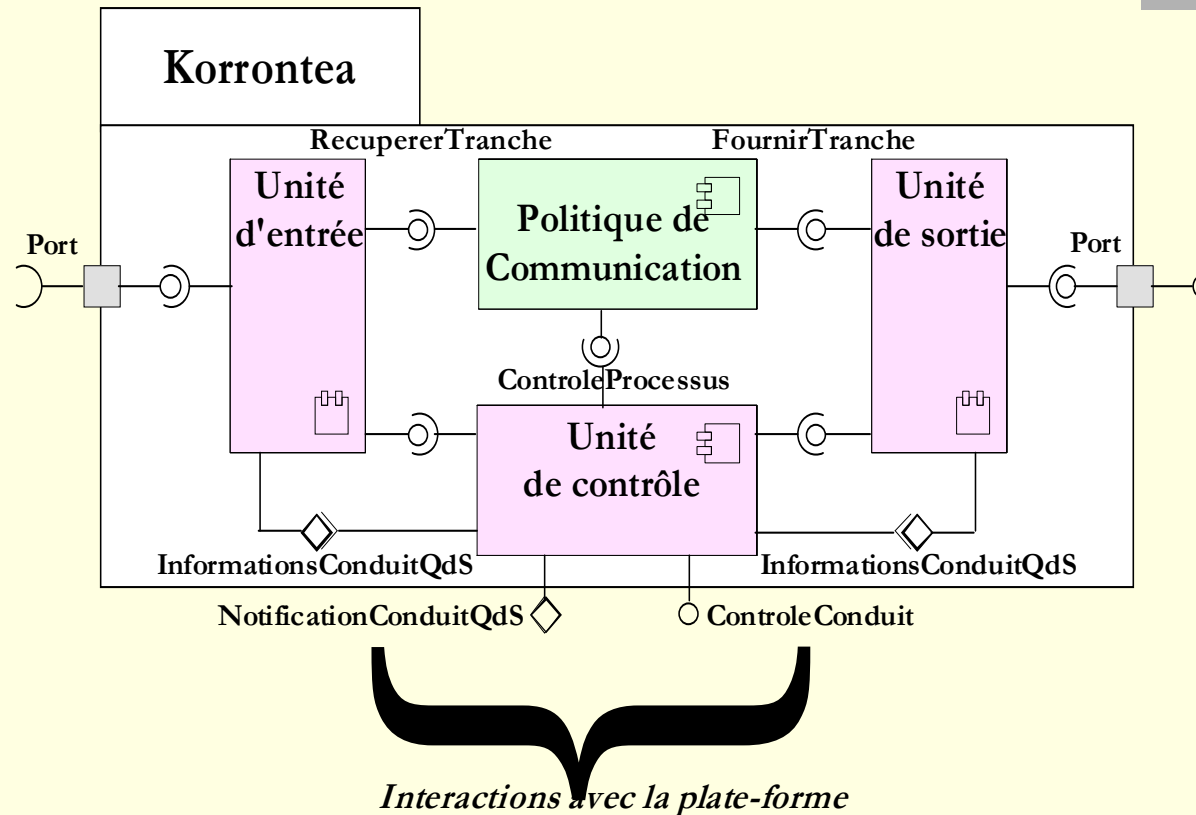 Korrontea
RecupererTranche
FournirTranche
Unité
d'entrée
Politique de
Communication
Unité
de sortie
Port
Port
ControleProcessus
Unité
de contrôle
InformationsConduitQdS
InformationsConduitQdS
NotificationConduitQdS
ControleConduit
Interactions avec la plate-forme